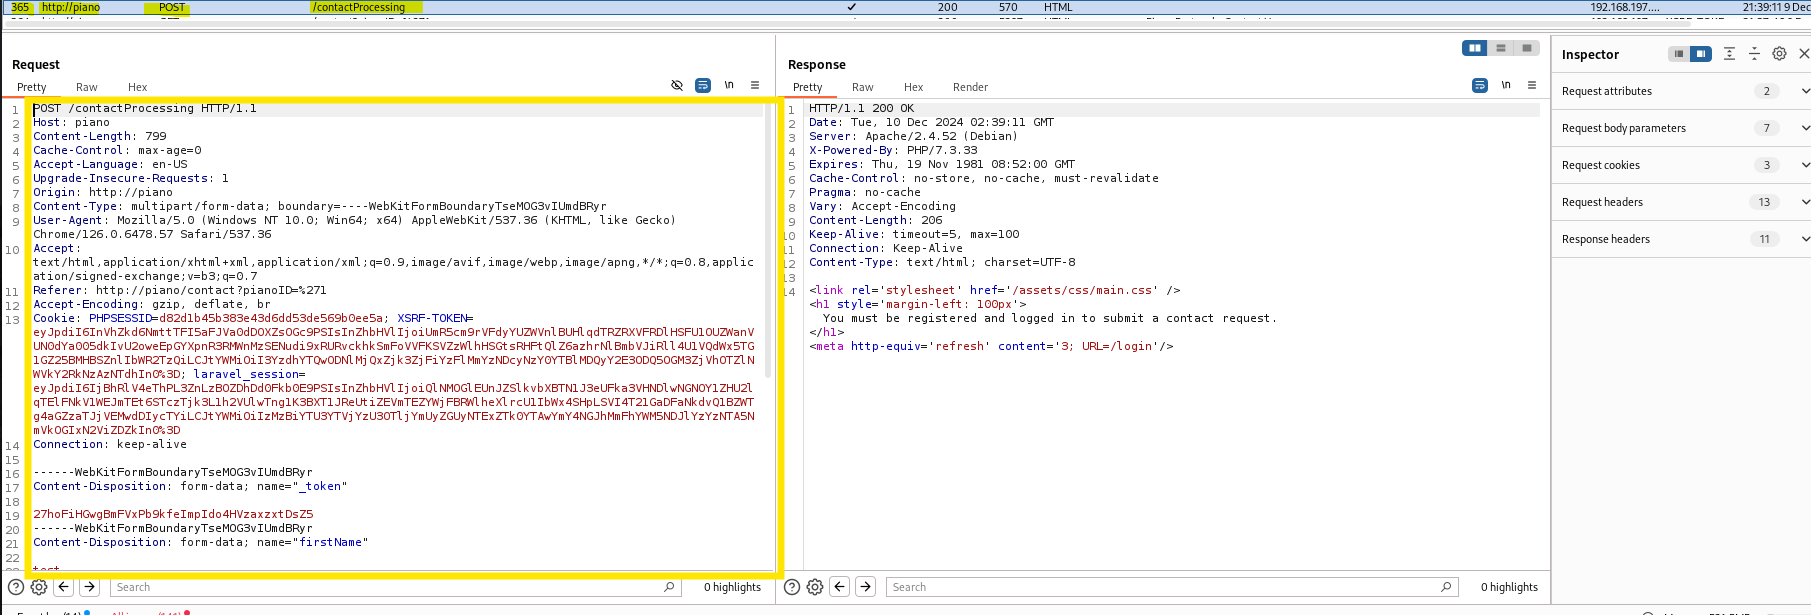 365 http://piano POST /contactProcessing ✓ 200 570 HTML 192.168.197.... 21:39:11 9 Dec
Request
Pretty Raw Hex
\n
1 POST /contactProcessing HTTP/1.1
2 Host: piano
3 Content-Length: 799
4 Cache-Control: max-age=0
5 Accept-Language: en-US
6 Upgrade-Insecure-Requests: 1
7 Origin: http://piano
8 Content-Type: multipart/form-data; boundary=----WebKitFormBoundaryTseMOG3vIUmdBRyr
9 User-Agent: Mozilla/5.0 (Windows NT 10.0; Win64; x64) AppleWebKit/537.36 (KHTML, like Gecko)
Chrome/126.0.6478.57 Safari/537.36
10 Accept:
text/html,application/xhtml+xml,application/xml;q=0.9,image/avif,image/webp,image/apng,*/*;q=0.8,applic
ation/signed-exchange;v=b3;q=0.7
11 Referer: http://piano/contact?pianoID=%271
12 Accept-Encoding: gzip, deflate, br
13 Cookie: PHPSESSID=d82d1b45b383e43d6dd53de569b0ee5a; XSRF-TOKEN=
laravel_session=
14 Connection: keep-alive
15
16 ------WebKitFormBoundaryTseMOG3vIUmdBRyr
17 Content-Disposition: form-data; name="_token"
18
19 27hoFiHGwgBmFVxPb9kfeImpIdo4HVzaxzxtDsZ5
20 ------WebKitFormBoundaryTseMOG3vIUmdBRyr
21 Content-Disposition: form-data; name="firstName"
22
Search
0 highlights
Response
Pretty Raw Hex Render
\n
1 HTTP/1.1 200 OK
2 Date: Tue, 10 Dec 2024 02:39:11 GMT
3 Server: Apache/2.4.52 (Debian)
4 X-Powered-By: PHP/7.3.33
5 Expires: Thu, 19 Nov 1981 08:52:00 GMT
6 Cache-Control: no-store, no-cache, must-revalidate
7 Pragma: no-cache
8 Vary: Accept-Encoding
9 Content-Length: 206
10 Keep-Alive: timeout=5, max=100
11 Connection: Keep-Alive
12 Content-Type: text/html; charset=UTF-8
13
14 <link rel='stylesheet' href='/assets/css/main.css' />
<h1 style='margin-left: 100px'>
You must be registered and logged in to submit a contact request.
</h1>
<meta http-equiv='refresh' content='3; URL=/login'/>
Search
0 highlights
Inspector
Request attributes 2
Request body parameters 7
Request cookies 3
Request headers 13
Response headers 11